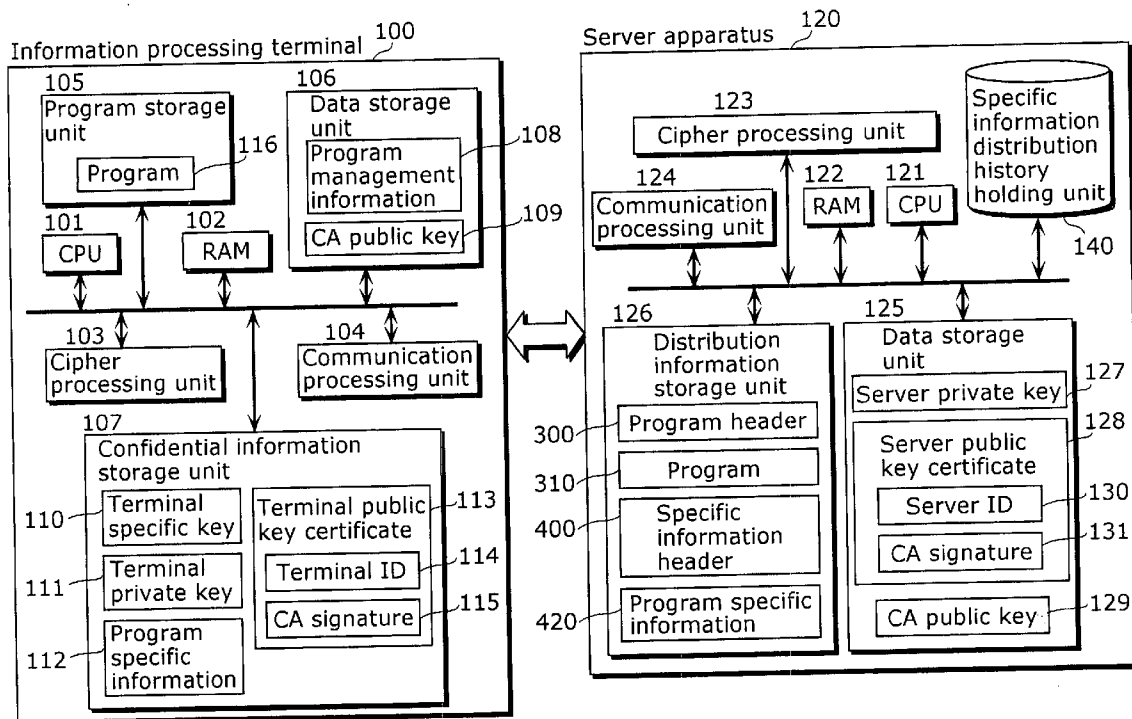 Information processing terminal
100
105
Program storage
unit
116
Program
106
Data storage
unit
Program
management
information
108
CA public key
109
101
CPU
102
RAM
103
Cipher
processing unit
104
Communication
processing unit
107
Confidential information
storage unit
110
Terminal
specific key
111
Terminal
private key
112
Program
specific
information
Terminal public
key certificate
113
Terminal ID
114
CA signature
115
Server apparatus
120
123
Cipher processing unit
Specific
information
distribution
history
holding unit
140
124
Communication
processing unit
122
RAM
121
CPU
126
Distribution
information
storage unit
300
Program header
310
Program
400
Specific
information
header
420
Program specific
information
125
Data storage
unit
127
Server private key
128
Server public
key certificate
Server ID
130
CA signature
131
CA public key
129